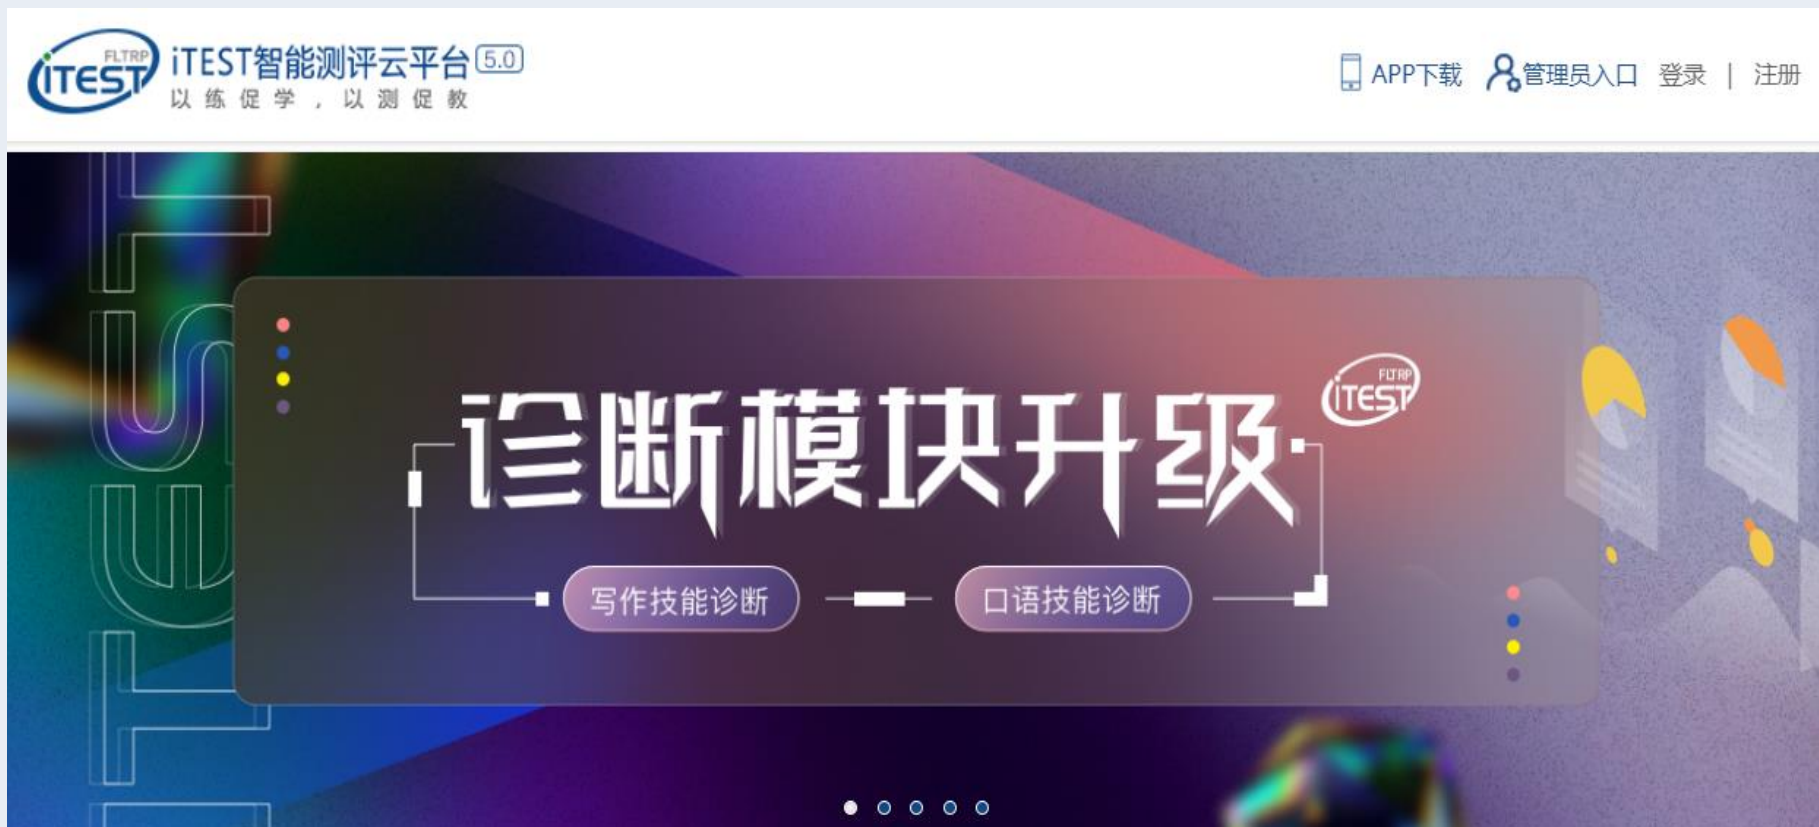 FLTRP
iTEST
iTEST智能测评云平台 5.0
以练促学，以测促教
APP下载 管理员入口 登录 | 注册
iTEST
诊断模块升级
FLTRP
iTEST
写作技能诊断 口语技能诊断